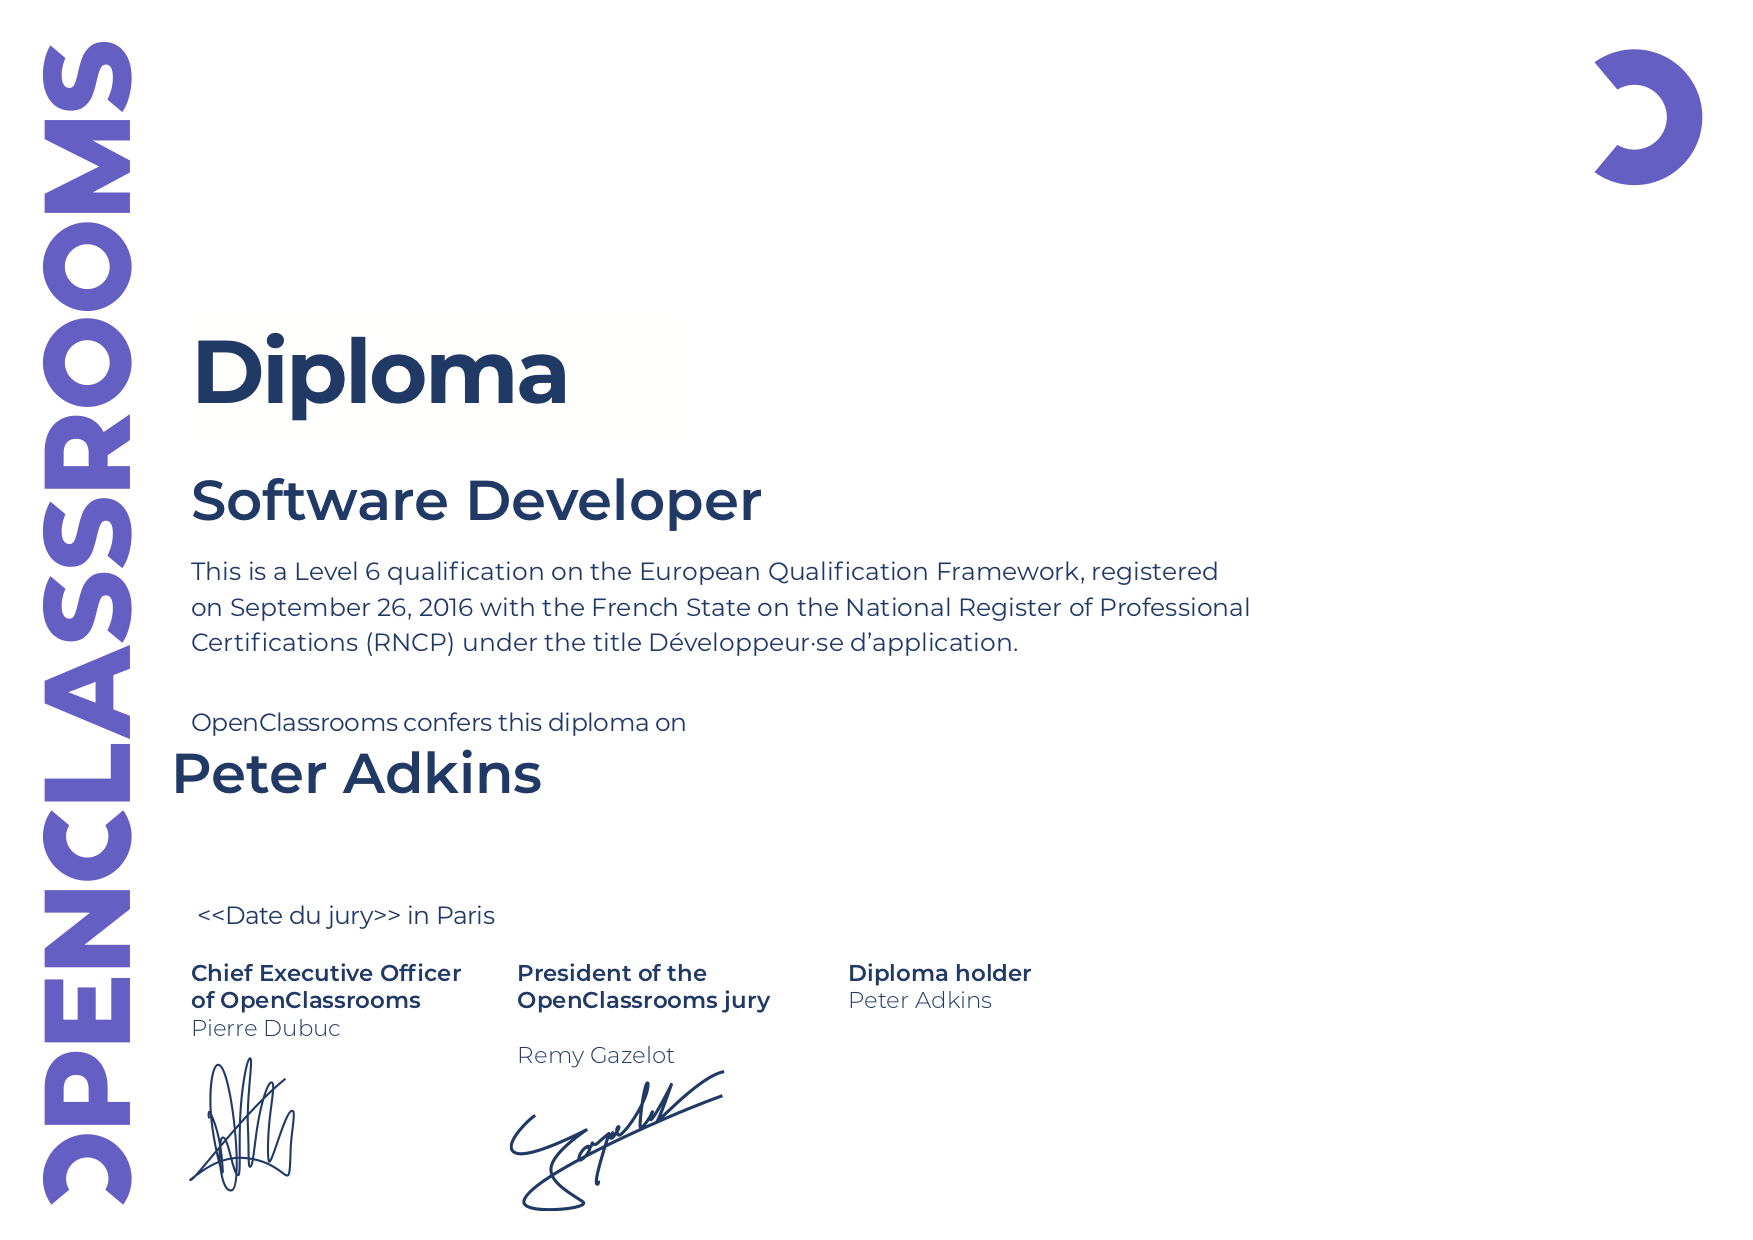 OPENCLASSROOMS
Diploma
Software Developer
This is a Level 6 qualification on the European Qualification Framework, registered
on September 26, 2016 with the French State on the National Register of Professional
Certifications (RNCP) under the title Développeur·se d’application.
OpenClassrooms confers this diploma on
Peter Adkins
<<Date du jury>> in Paris
Chief Executive Officer
of OpenClassrooms
Pierre Dubuc
President of the
OpenClassrooms jury
Remy Gazelot
Diploma holder
Peter Adkins